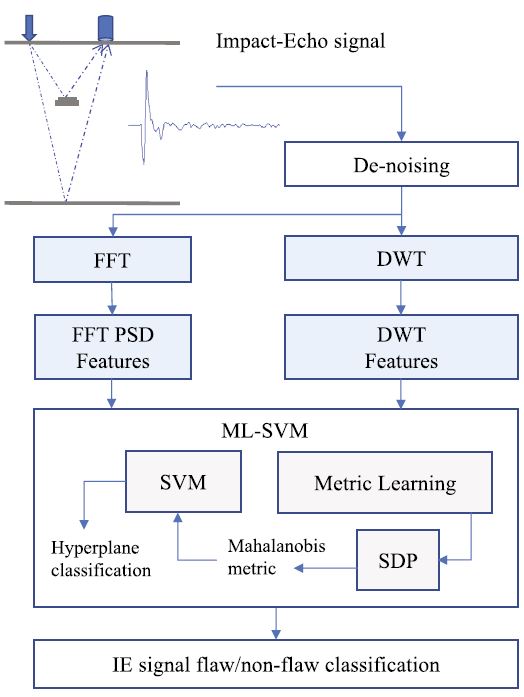 Impact-Echo signal
De-noising
FFT
DWT
FFT PSD
Features
DWT
Features
ML-SVM
SVM
Metric Learning
Hyperplane
classification
Mahalanobis
metric
SDP
IE signal flaw/non-flaw classification